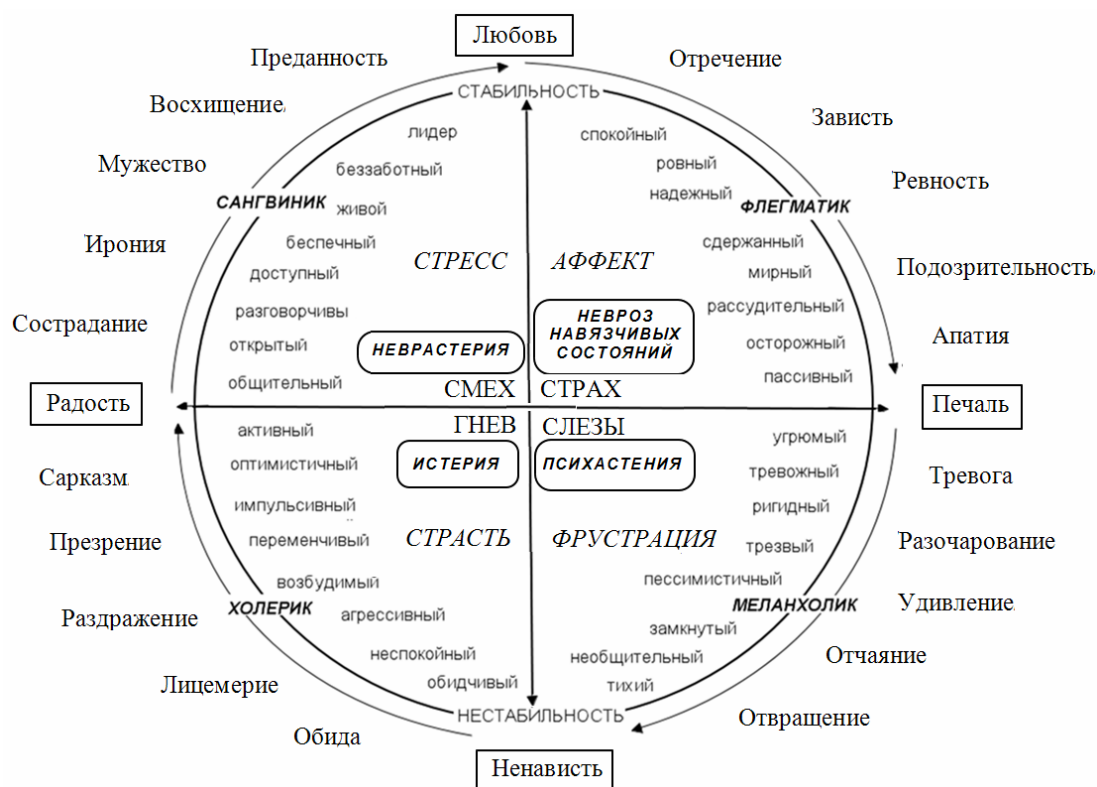 Любовь
Преданность
Отречение
СТАБИЛЬНОСТЬ
Восхищение
Зависть
лидер
спокойный
Мужество
беззаботный
ровный
Ревность
надежный
САНГВИНИК
живой
ФЛЕГМАТИК
Ирония
беспечный
сдержанный
СТРЕСС
АФФЕКТ
доступный
мирный
Подозрительность
разговорчивы
рассудительный
Сострадание
НЕВРОЗ
НАВЯЗЧИВЫХ
СОСТОЯНИЙ
Апатия
открытый
НЕВРАСТЕРИЯ
осторожный
общительный
СМЕХ
СТРАХ
пассивный
Радость
Печаль
активный
ГНЕВ
СЛЕЗЫ
угрюмый
Сарказм
оптимистичный
ИСТЕРИЯ
ПСИХАСТЕНИЯ
тревожный
Тревога
импульсивный
ригидный
Презрение
переменчивый
СТРАСТЬ
ФРУСТРАЦИЯ
трезвый
Разочарование
возбудимый
пессимистичный
Раздражение
ХОЛЕРИК
агрессивный
МЕЛАНХОЛИК
Удивление
замкнутый
неспокойный
необщительный
Отчаяние
Лицемерие
обидчивый
тихий
НЕСТАБИЛЬНОСТЬ
Отвращение
Обида
Ненависть